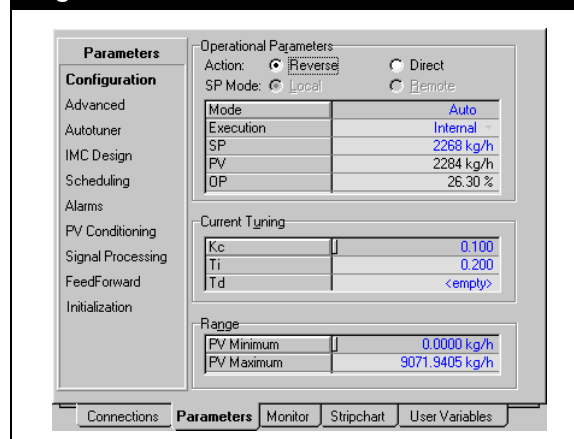 Parameters
Configuration
Advanced
Autotuner
IMC Design
Scheduling
Alarms
PV Conditioning
Signal Processing
FeedForward
Initialization
Operational Parameters
Action: Reverse Direct
SP Mode: Local Remote
Mode Auto
Execution Internal
SP 2268 kg/h
PV 2284 kg/h
OP 26.30 %
Current Tuning
Kc 0.100
Ti 0.200
Td <empty>
Range
PV Minimum 0.0000 kg/h
PV Maximum 9071.9405 kg/h
Connections Parameters Monitor Stripchart User Variables